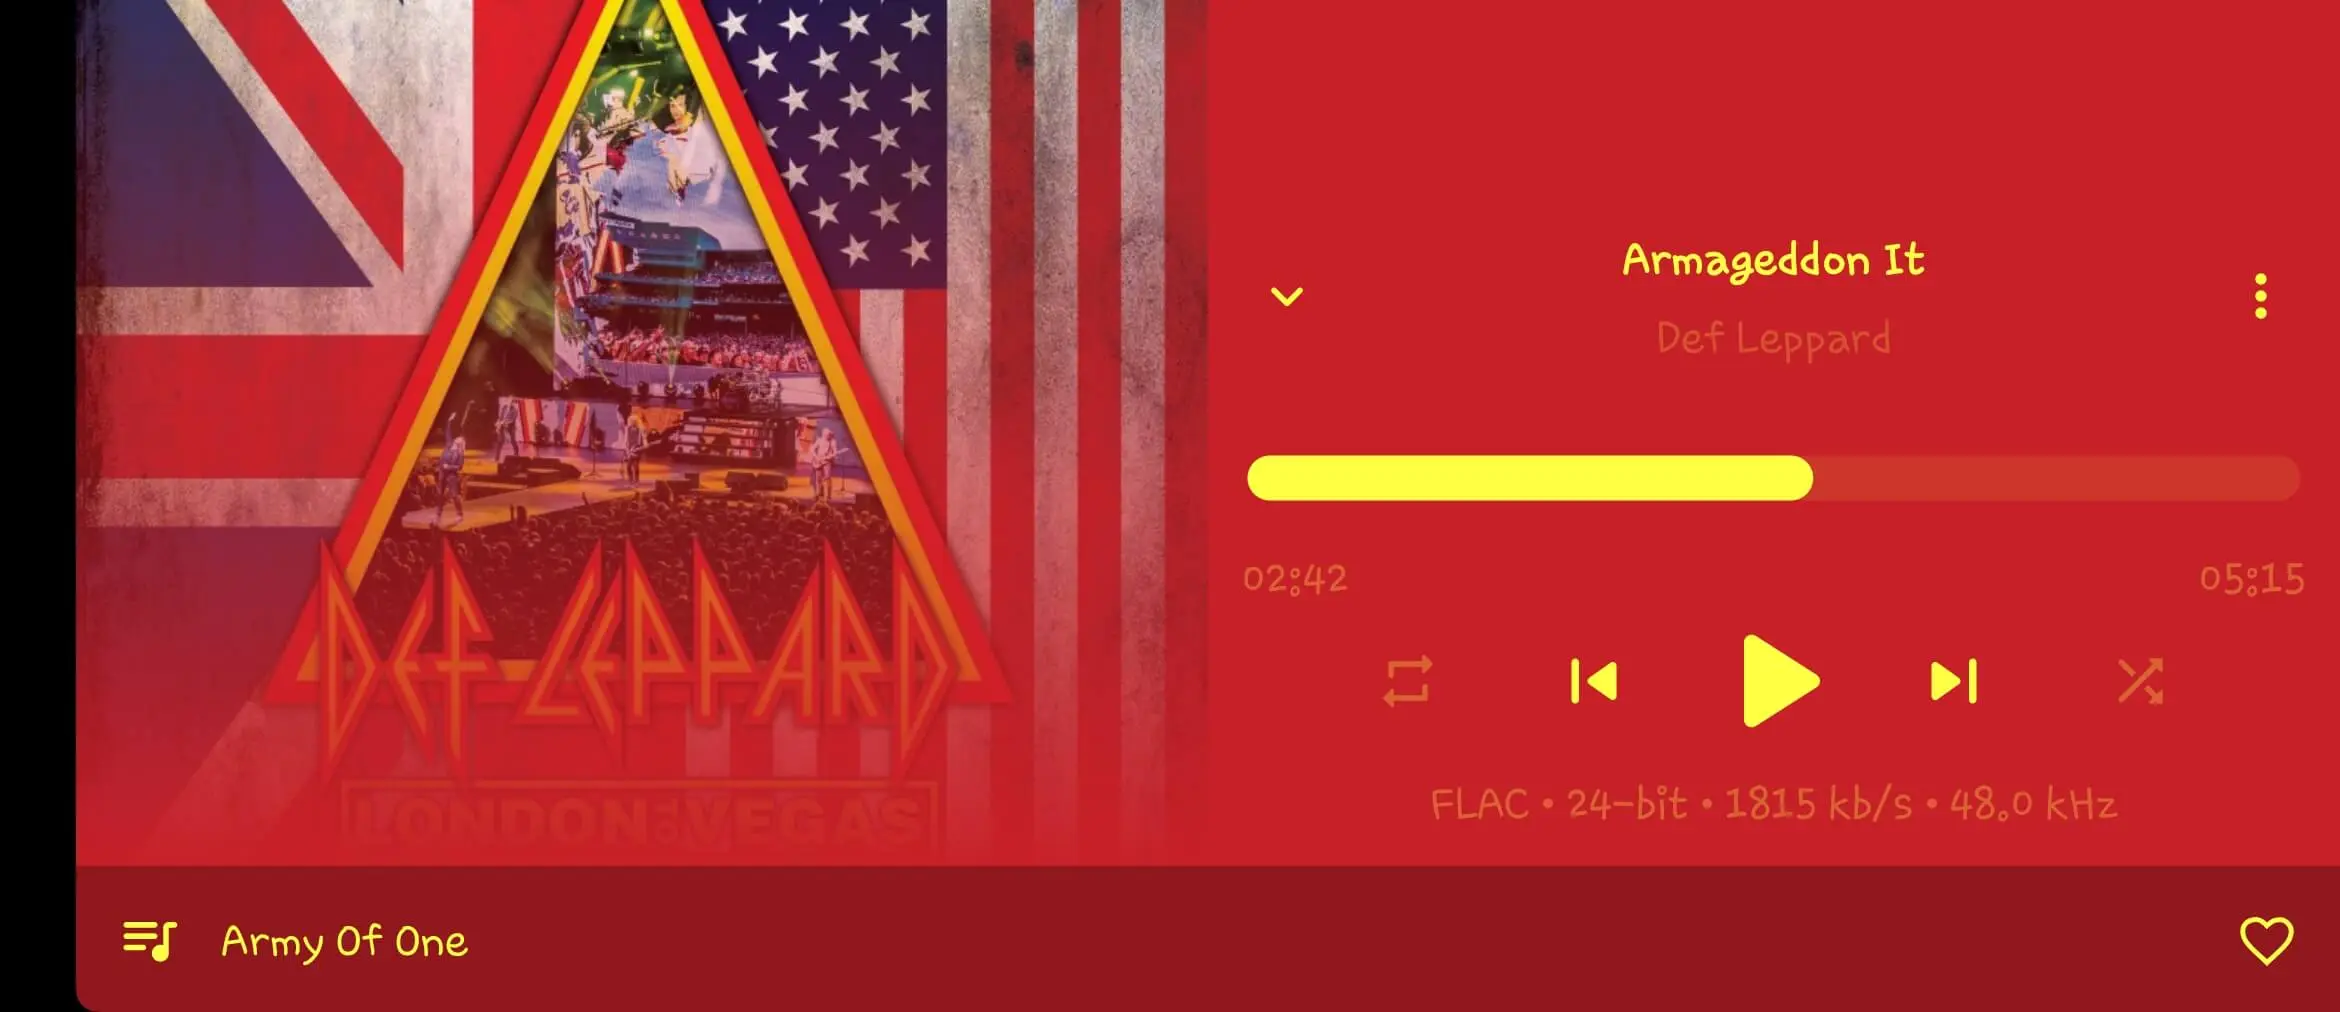 DEF LEPPARD
LONDON TO VEGAS
Armageddon It
Def Leppard
02:42
05:15
FLAC • 24-bit • 1815 kb/s • 48.0 kHz
Army Of One